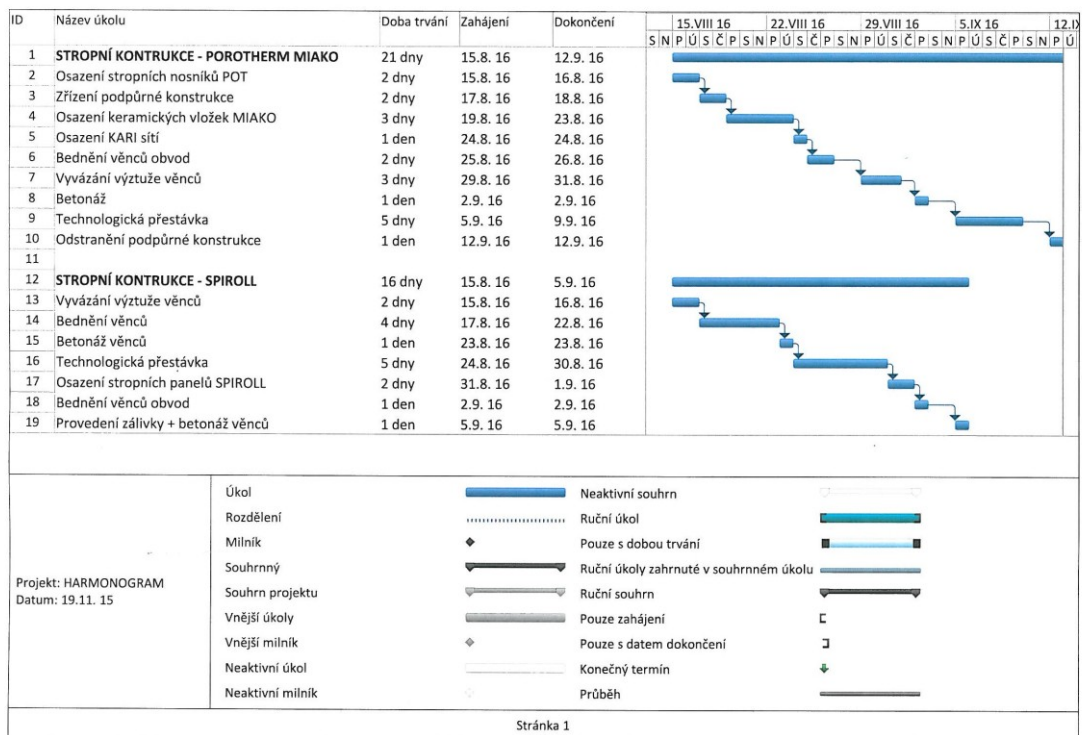 ID Název úkolu Doba trvání Zahájení Dokončení 15.VIII 16 22.VIII 16 29.VIII 16 5.IX 16 12.IX
S N P Ú S Č P S N P Ú S Č P S N P Ú S Č P S N P Ú S Č P S N P Ú
1 STROPNÍ KONTRUKCE - POROTHERM MIAKO 21 dny 15.8. 16 12.9. 16
2 Osazení stropních nosníků POT 2 dny 15.8. 16 16.8. 16
3 Zřízení podpůrné konstrukce 2 dny 17.8. 16 18.8. 16
4 Osazení keramických vložek MIAKO 3 dny 19.8. 16 23.8. 16
5 Osazení KARI sítí 1 den 24.8. 16 24.8. 16
6 Bednění věnců obvod 2 dny 25.8. 16 26.8. 16
7 Vyvázání výztuže věnců 3 dny 29.8. 16 31.8. 16
8 Betonáž 1 den 2.9. 16 2.9. 16
9 Technologická přestávka 5 dny 5.9. 16 9.9. 16
10 Odstranění podpůrné konstrukce 1 den 12.9. 16 12.9. 16
11
12 STROPNÍ KONTRUKCE - SPIROLL 16 dny 15.8. 16 5.9. 16
13 Vyvázání výztuže věnců 2 dny 15.8. 16 16.8. 16
14 Bednění věnců 4 dny 17.8. 16 22.8. 16
15 Betonáž věnců 1 den 23.8. 16 23.8. 16
16 Technologická přestávka 5 dny 24.8. 16 30.8. 16
17 Osazení stropních panelů SPIROLL 2 dny 31.8. 16 1.9. 16
18 Bednění věnců obvod 1 den 2.9. 16 2.9. 16
19 Provedení zálivky + betonáž věnců 1 den 5.9. 16 5.9. 16
Projekt: HARMONOGRAM
Datum: 19.11. 15
Úkol
Rozdělení
Milník
Souhrnný
Souhrn projektu
Vnější úkoly
Vnější milník
Neaktivní úkol
Neaktivní milník
Neaktivní souhrn
Ruční úkol
Pouze s dobou trvání
Ruční úkoly zahrnuté v souhrnném úkolu
Ruční souhrn
Pouze zahájení
Pouze s datem dokončení
Konečný termín
Průběh
Stránka 1